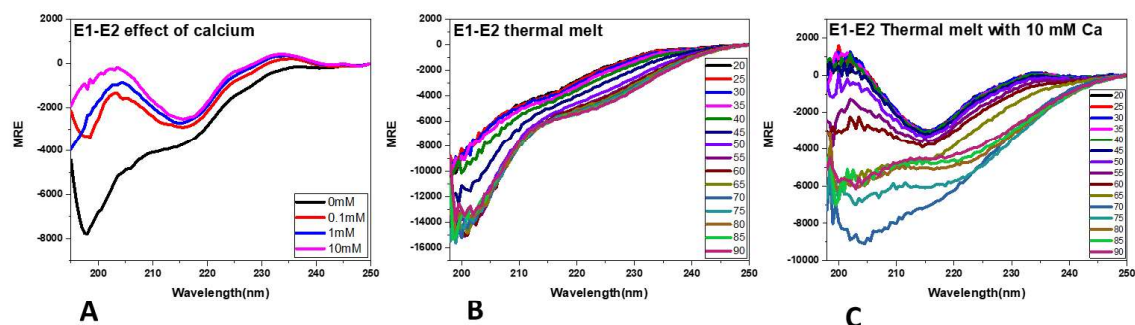 E1-E2 effect of calcium
2000
0
-2000
-4000
-6000
-8000
MRE
0mM
0.1mM
1mM
10mM
200 210 220 230 240 250
Wavelength(nm)
A
E1-E2 thermal melt
2000
0
-2000
-4000
-6000
-8000
-10000
-12000
-14000
-16000
MRE
20
25
30
35
40
45
50
55
60
65
70
75
80
85
90
200 210 220 230 240 250
Wavelength(nm)
B
E1-E2 Thermal melt with 10 mM Ca
4000
2000
0
-2000
-4000
-6000
-8000
-10000
MRE
20
25
30
35
40
45
50
55
60
65
70
75
80
85
90
200 210 220 230 240 250
Wavelength(nm)
C